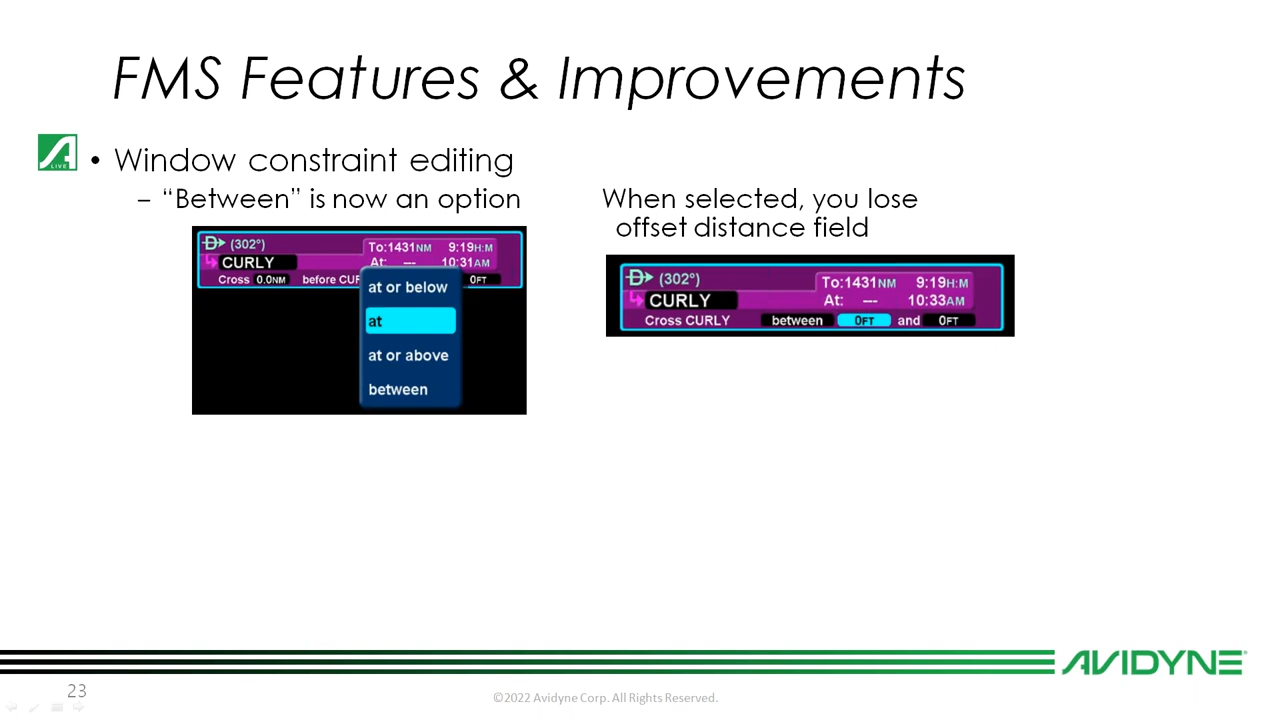 FMS Features & Improvements
LIVE
• Window constraint editing
– “Between” is now an option
(302°)
To:1431NM 9:19H:M
CURLY
At: --- 10:31AM
Cross 0.0NM before CUR 0FT
at or below
at
at or above
between
When selected, you lose
offset distance field
(302°)
To:1431NM 9:19H:M
CURLY
At: --- 10:33AM
Cross CURLY between 0FT and 0FT
AVIDYNE®
23
©2022 Avidyne Corp. All Rights Reserved.